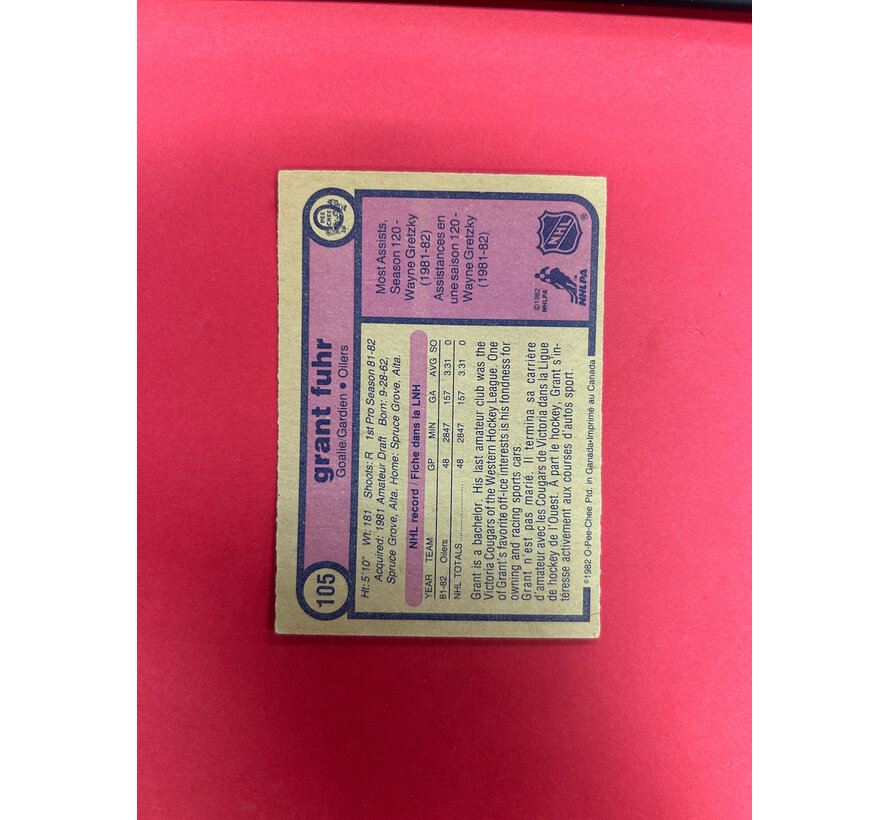 105
grant fuhr
Goalie/Gardien • Oilers
O
PEE
CHEE
Ht: 5'10" Wt: 181 Shoots: R 1st Pro Season 81-82
Acquired: 1981 Amateur Draft Born: 9-28-62,
Spruce Grove, Alta. Home: Spruce Grove, Alta.
NHL record / Fiche dans la LNH
YEAR TEAM GP MIN GA AVG SO
81-82 Oilers 48 2847 157 3.31 0
NHL TOTALS 48 2847 157 3.31 0
Grant is a bachelor. His last amateur club was the
Victoria Cougars of the Western Hockey League. One
of Grant's favorite off-ice interests is his fondness for
owning and racing sports cars.
Grant n'est pas marié. Il termina sa carrière
d'amateur avec les Cougars de Victoria dans la Ligue
de hockey de l'Ouest. À part le hockey, Grant s'in-
téresse activement aux courses d'autos sport.
©1982 O-Pee-Chee Ptd. in Canada•Imprimé au Canada
Most Assists,
Season 120 -
Wayne Gretzky
(1981-82)
Assistances en
une saison 120 -
Wayne Gretzky
(1981-82)
©1982
NHLPA
NHLPA™
NHL
®